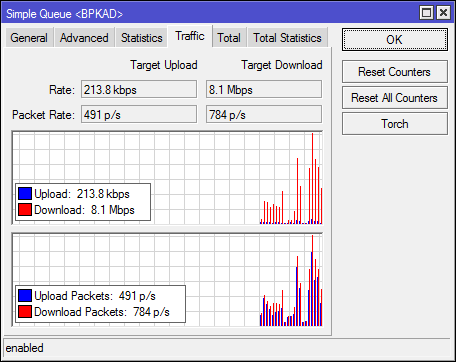 Simple Queue <BPKAD>
General Advanced Statistics Traffic Total Total Statistics
OK
Reset Counters
Reset All Counters
Torch
Target Upload Target Download
Rate: 213.8 kbps 8.1 Mbps
Packet Rate: 491 p/s 784 p/s
Upload: 213.8 kbps
Download: 8.1 Mbps
Upload Packets: 491 p/s
Download Packets: 784 p/s
enabled